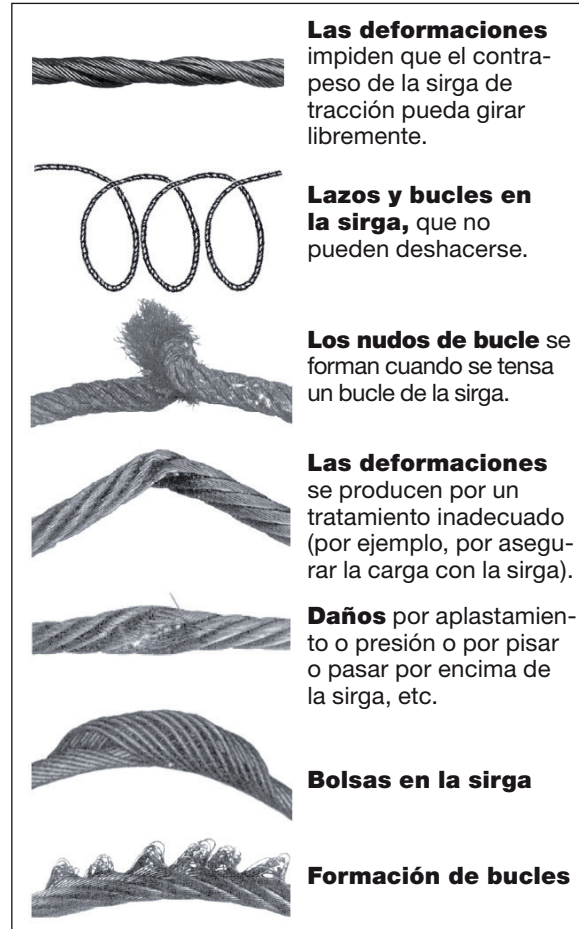 Las deformaciones
impiden que el contra-
peso de la sirga de
tracción pueda girar
libremente.
Lazos y bucles en
la sirga, que no
pueden deshacerse.
Los nudos de bucle se
forman cuando se tensa
un bucle de la sirga.
Las deformaciones
se producen por un
tratamiento inadecuado
(por ejemplo, por asegu-
rar la carga con la sirga).
Daños por aplastamien-
to o presión o por pisar
o pasar por encima de
la sirga, etc.
Bolsas en la sirga
Formación de bucles